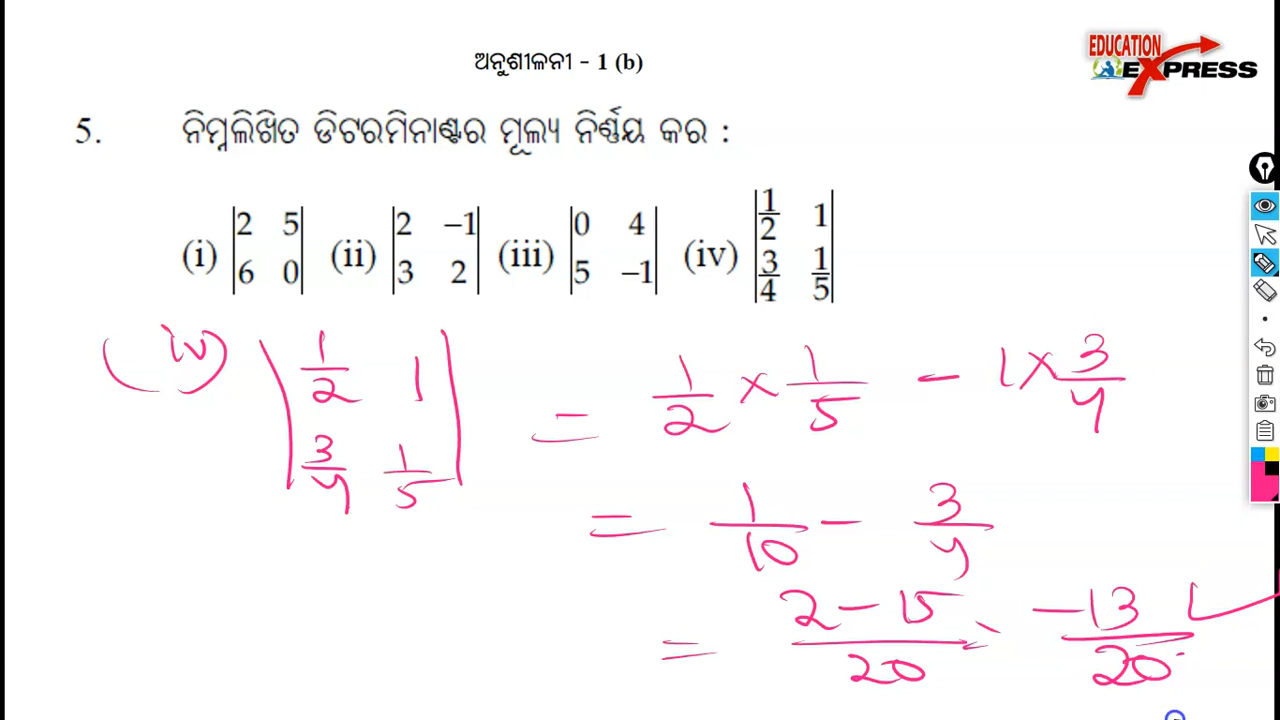 ଅନୁଶୀଳନୀ - 1 (b)
EDUCATION
EXPRESS
5. ନିମ୍ନଲିଖିତ ଡିଟରମିନାଣ୍ଟର ମୂଲ୍ୟ ନିର୍ଣ୍ଣୟ କର :
(i) |2 5| (ii) |2 –1| (iii) |0 4| (iv) |1/2 1|
|6 0| |3 2| |5 –1| |3/4 1/5|
(iv) |1/2 1| = 1/2 × 1/5 - 1 × 3/4
|3/4 1/5|
= 1/10 - 3/4
= 2-15/20 = -13/20